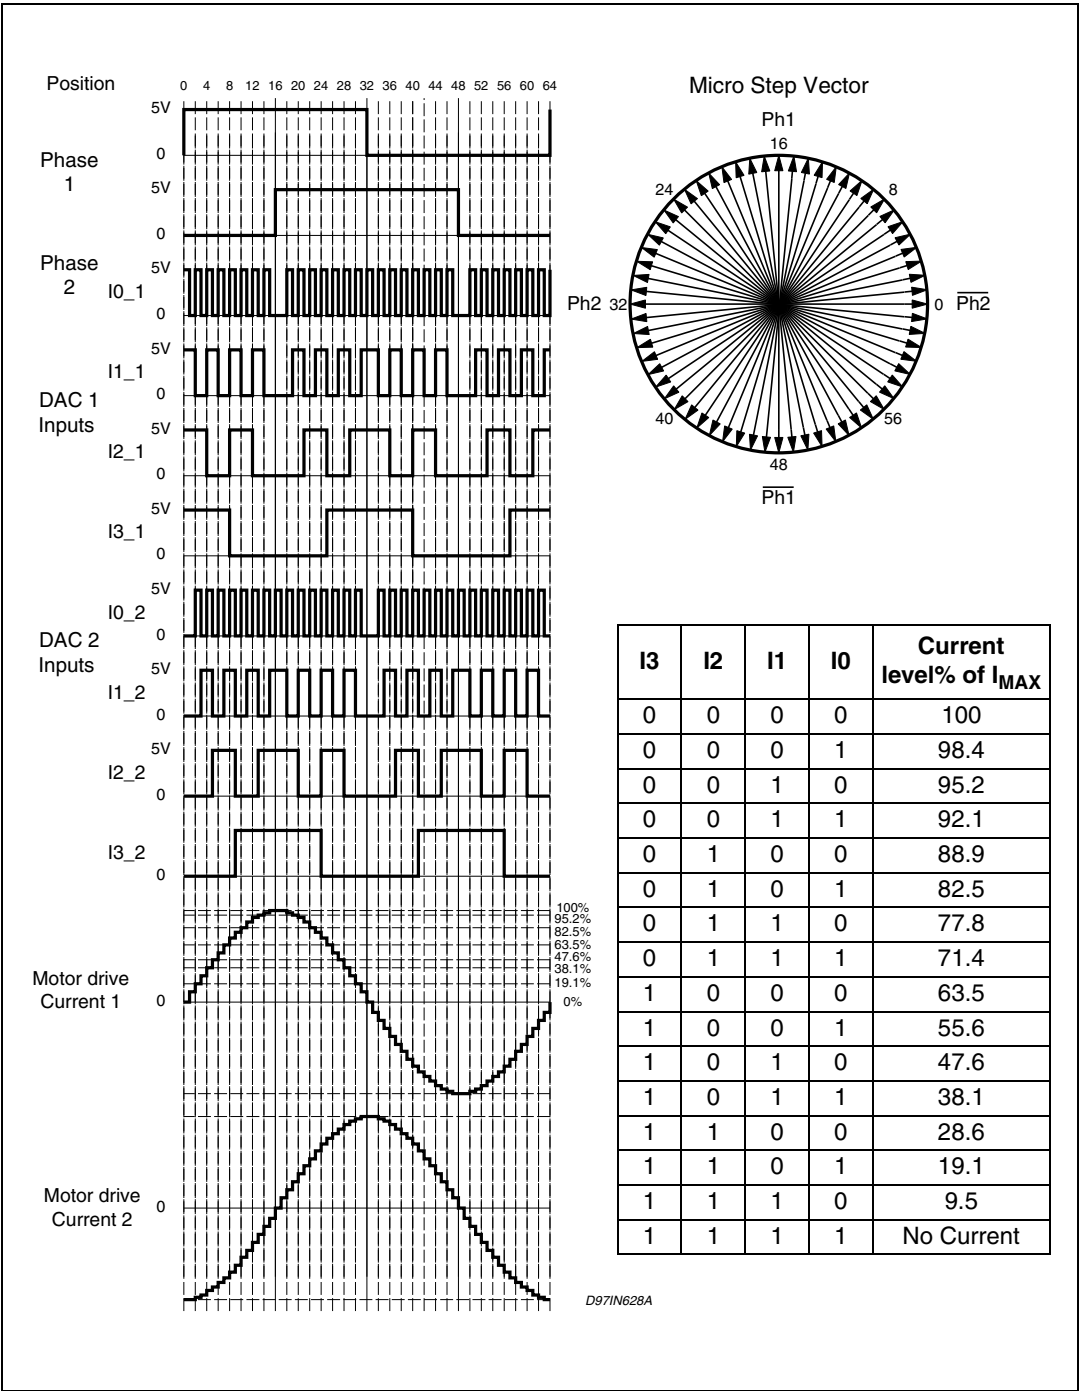 Position 0 4 8 12 16 20 24 28 32 36 40 44 48 52 56 60 64
5V
0
Phase
1
5V
0
Phase
2
I0_1
5V
0
I1_1
5V
0
DAC 1
Inputs
I2_1
5V
0
I3_1
5V
0
I0_2
5V
0
DAC 2
Inputs
I1_2
5V
0
I2_2
5V
0
I3_2
0
100%
95.2%
82.5%
63.5%
47.6%
38.1%
19.1%
0%
Motor drive
Current 1
0
Motor drive
Current 2
0
Micro Step Vector
Ph1
16
24
8
Ph2 32
0 Ph2
40
56
48
Ph1
I3 I2 I1 I0 Current level% of IMAX
0 0 0 0 100
0 0 0 1 98.4
0 0 1 0 95.2
0 0 1 1 92.1
0 1 0 0 88.9
0 1 0 1 82.5
0 1 1 0 77.8
0 1 1 1 71.4
1 0 0 0 63.5
1 0 0 1 55.6
1 0 1 0 47.6
1 0 1 1 38.1
1 1 0 0 28.6
1 1 0 1 19.1
1 1 1 0 9.5
1 1 1 1 No Current
D97IN628A